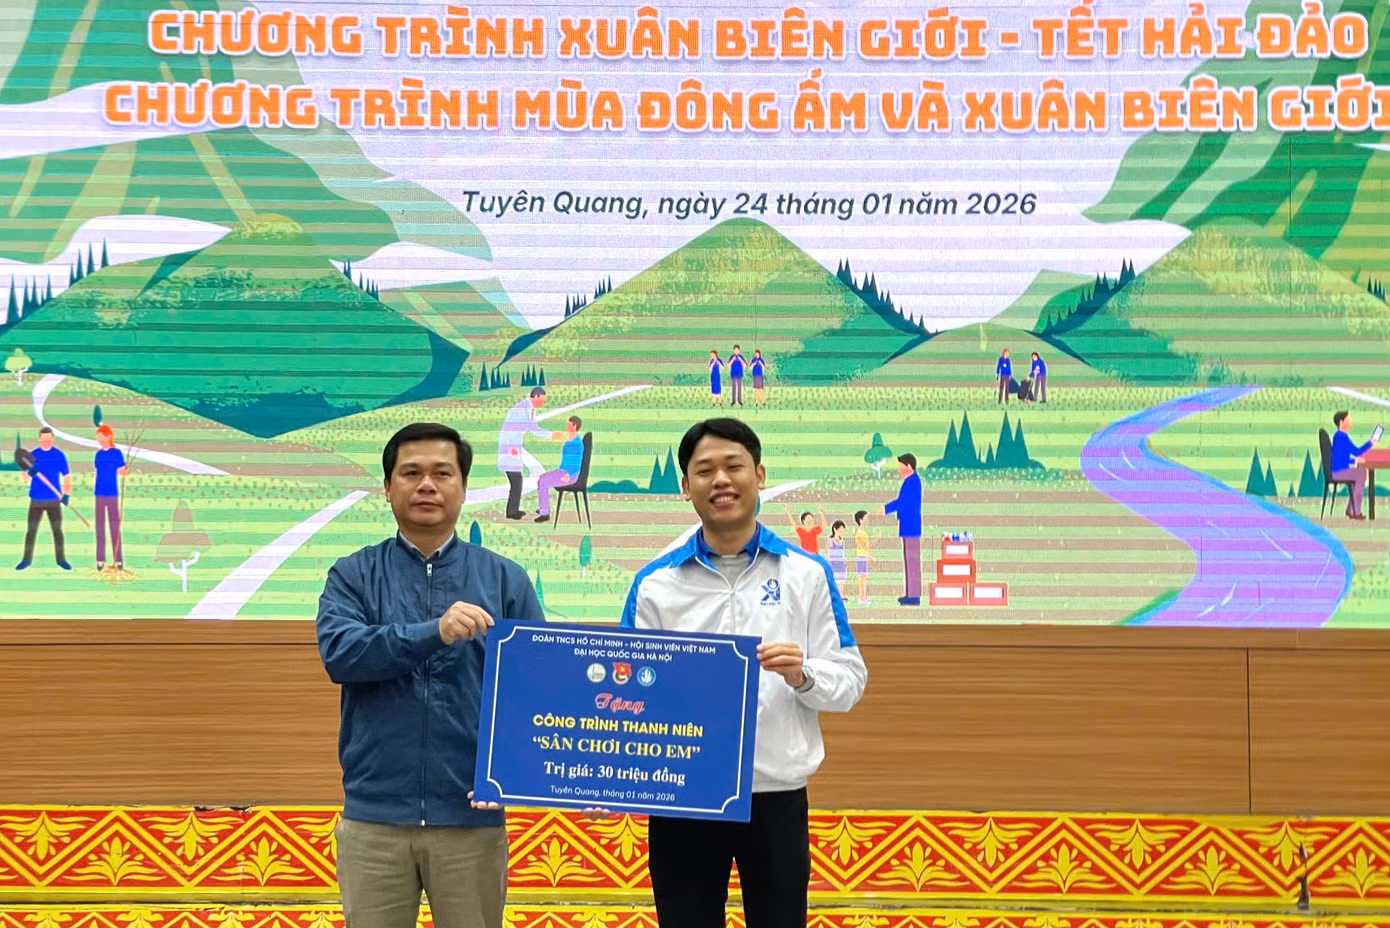 CHƯƠNG TRÌNH XUÂN BIÊN GIỚI - TẾT HẢI ĐẢO
CHƯƠNG TRÌNH MÙA ĐÔNG ẤM VÀ XUÂN BIÊN GIỚI
Tuyên Quang, ngày 24 tháng 01 năm 2026
ĐOÀN TNCS HỒ CHÍ MINH - HỘI SINH VIÊN VIỆT NAM
ĐẠI HỌC QUỐC GIA HÀ NỘI
Tặng
CÔNG TRÌNH THANH NIÊN
“SÂN CHƠI CHO EM”
Trị giá: 30 triệu đồng
Tuyên Quang, tháng 01 năm 2026